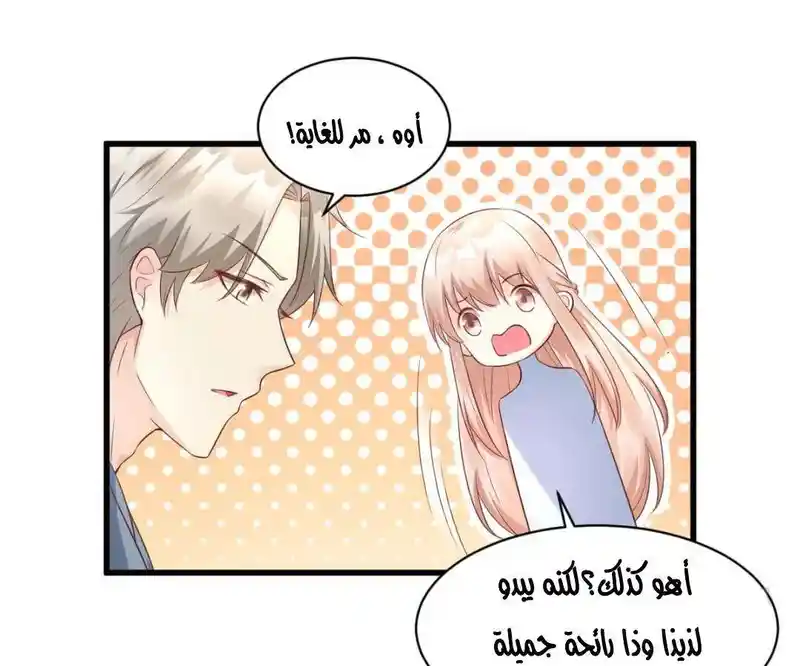 أوه ، مر للغاية!
أهو كذلك؟لكنه يبدو
لذيذا وذا رائحة جميلة